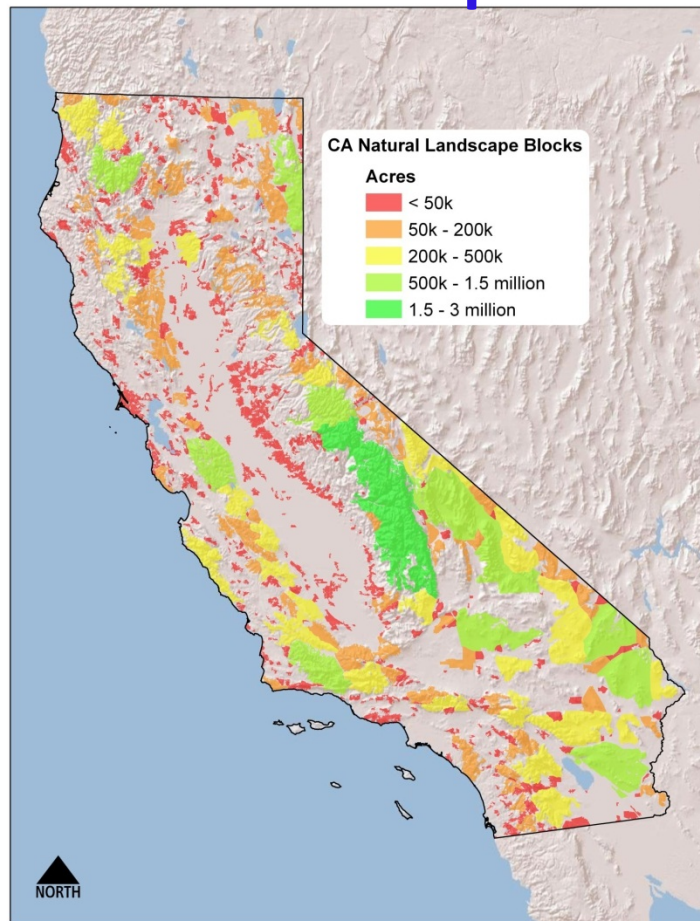 CA Natural Landscape Blocks
Acres
< 50k
50k - 200k
200k - 500k
500k - 1.5 million
1.5 - 3 million
NORTH